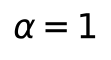 α = 1